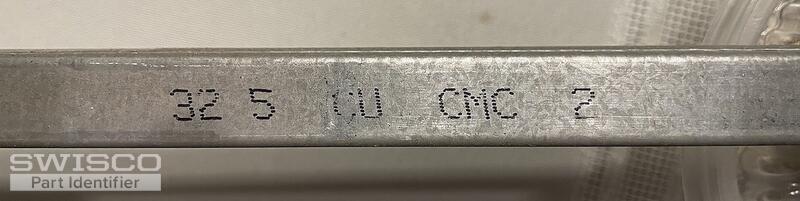 32 5 CU CMC 2
SWISCO
Part Identifier